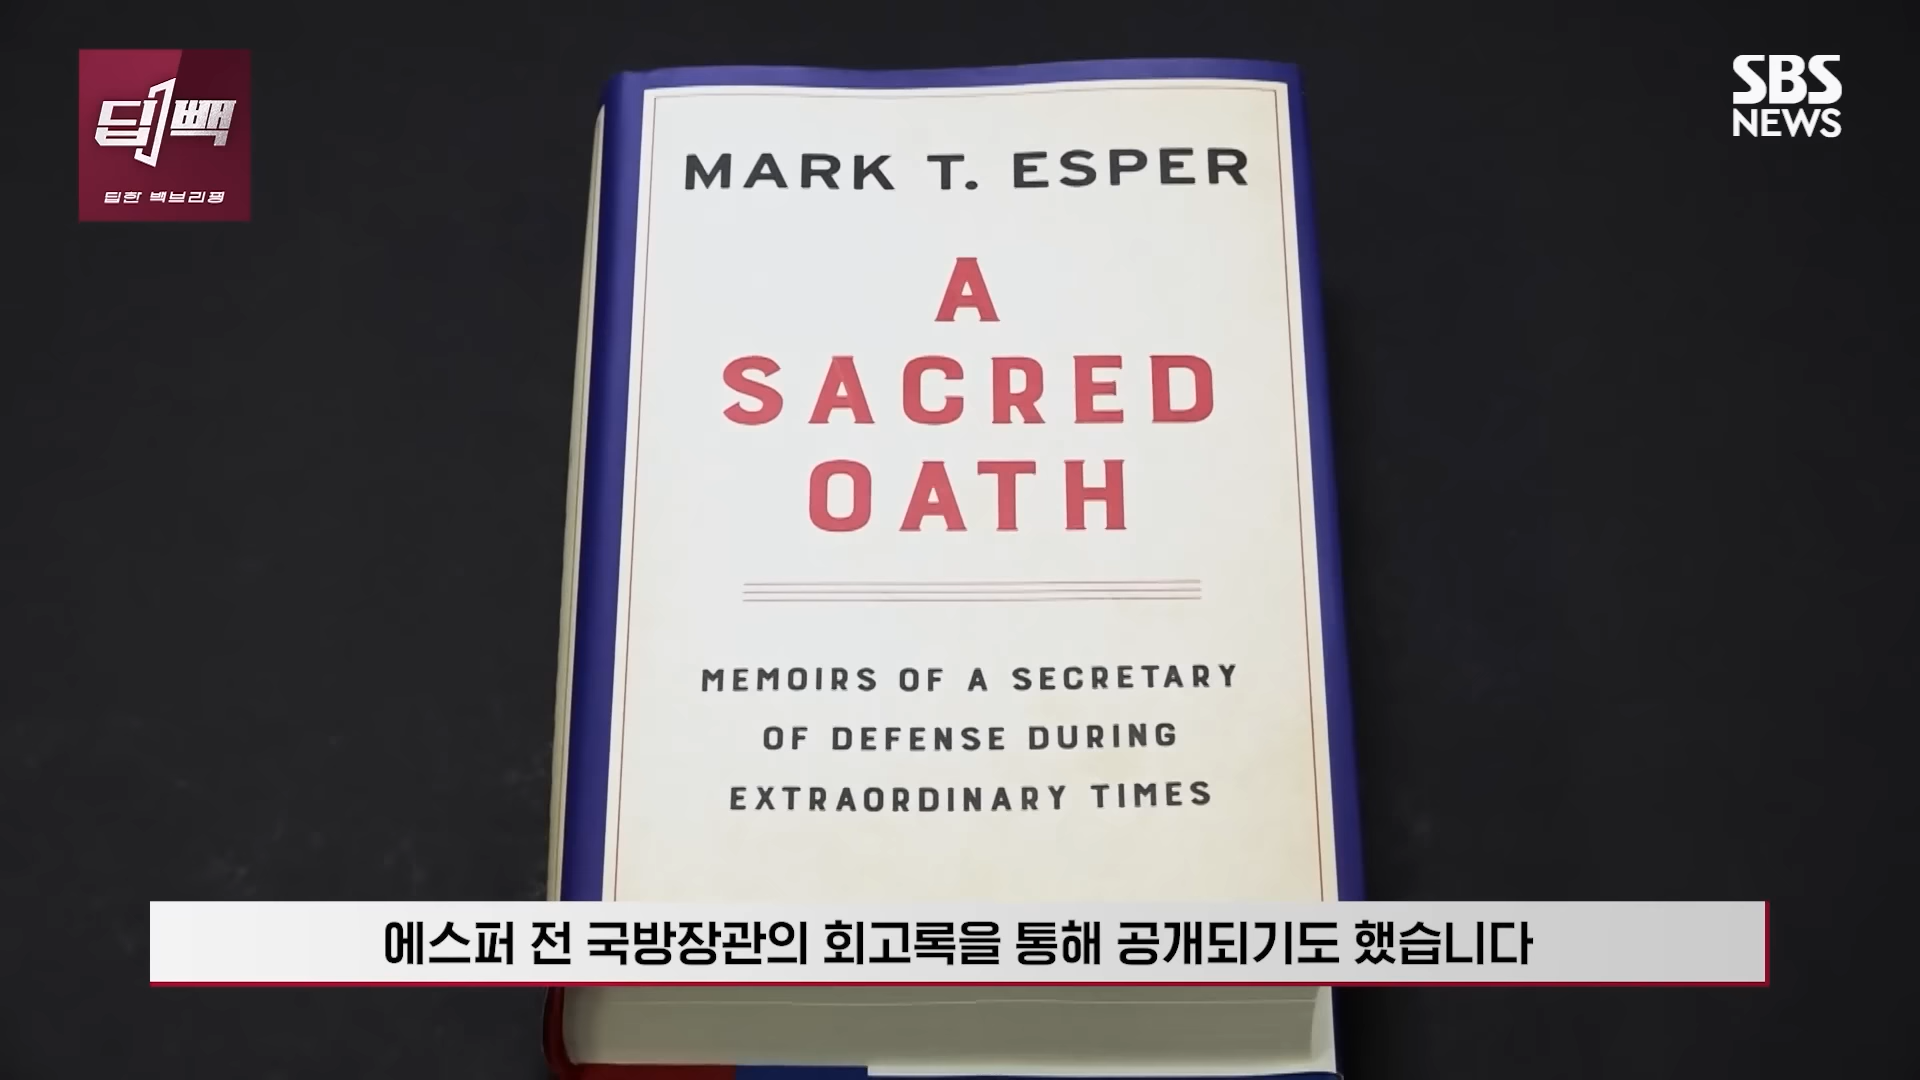 딥빽
딥한 백브리핑
SBS
NEWS
MARK T. ESPER
A
SACRED
OATH
MEMOIRS OF A SECRETARY
OF DEFENSE DURING
EXTRAORDINARY TIMES
에스퍼 전 국방장관의 회고록을 통해 공개되기도 했습니다